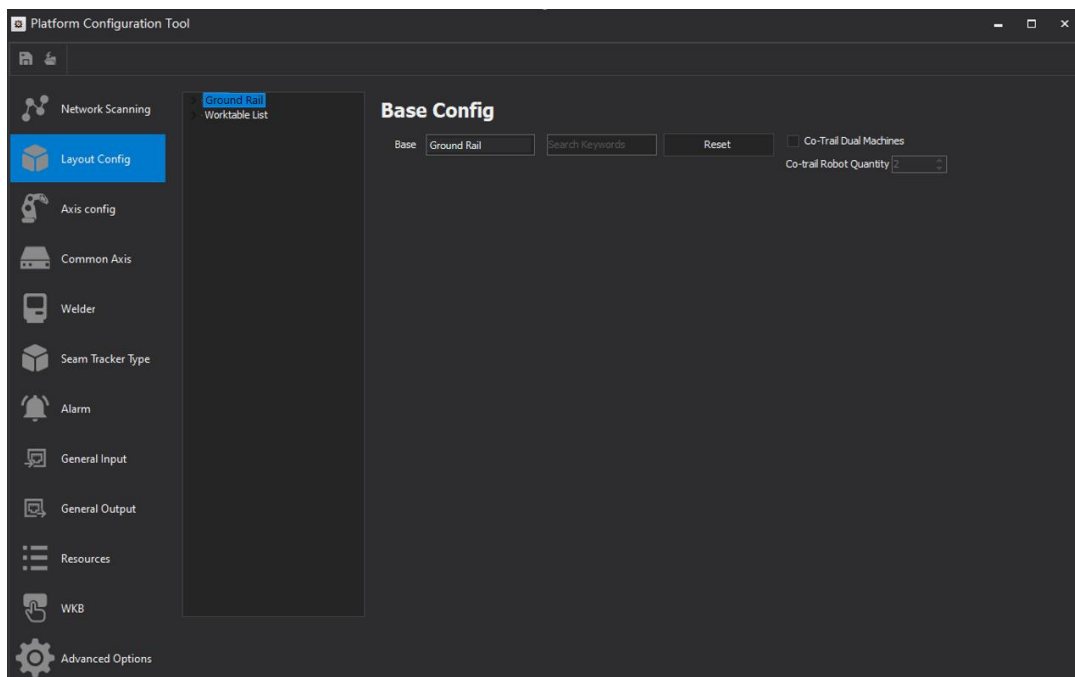 Platform Configuration Tool
Network Scanning
Layout Config
Axis config
Common Axis
Welder
Seam Tracker Type
Alarm
General Input
General Output
Resources
WKB
Advanced Options
Ground Rail
Worktable List
Base Config
Base Ground Rail Search Keywords Reset Co-Trail Dual Machines
Co-trail Robot Quantity 2